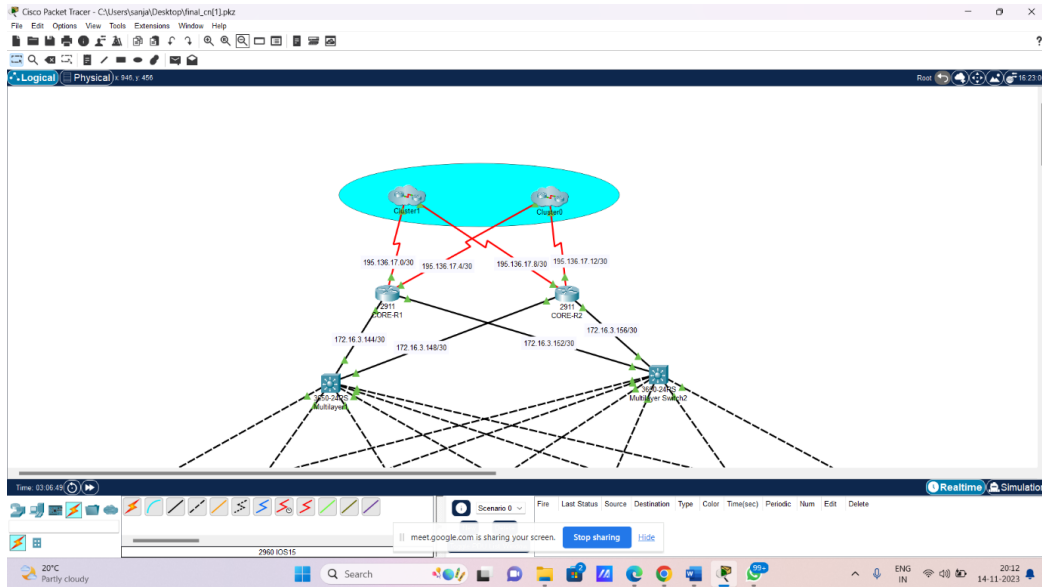 Cisco Packet Tracer - C:\Users\sanja\Desktop\final_cn[1].pkz
File Edit Options View Tools Extensions Window Help
?
Logical Physical x 946, y 456
Root 16:23:0
Cluster1
Cluster0
195.136.17.0/30 195.136.17.4/30 195.136.17.8/30 195.136.17.12/30
2911
CORE-R1
2911
CORE-R2
172.16.3.144/30 172.16.3.148/30 172.16.3.152/30 172.16.3.156/30
3650-24PS
Multilayer
3650-24PS
Multilayer Switch2
Time: 03:06:49
Realtime Simulation
Scenario 0
Fire Last Status Source Destination Type Color Time(sec) Periodic Num Edit Delete
meet.google.com is sharing your screen. Stop sharing Hide
2960 IOS15
20°C
Partly cloudy
Search
99+
ENG
IN
20:12
14-11-2023